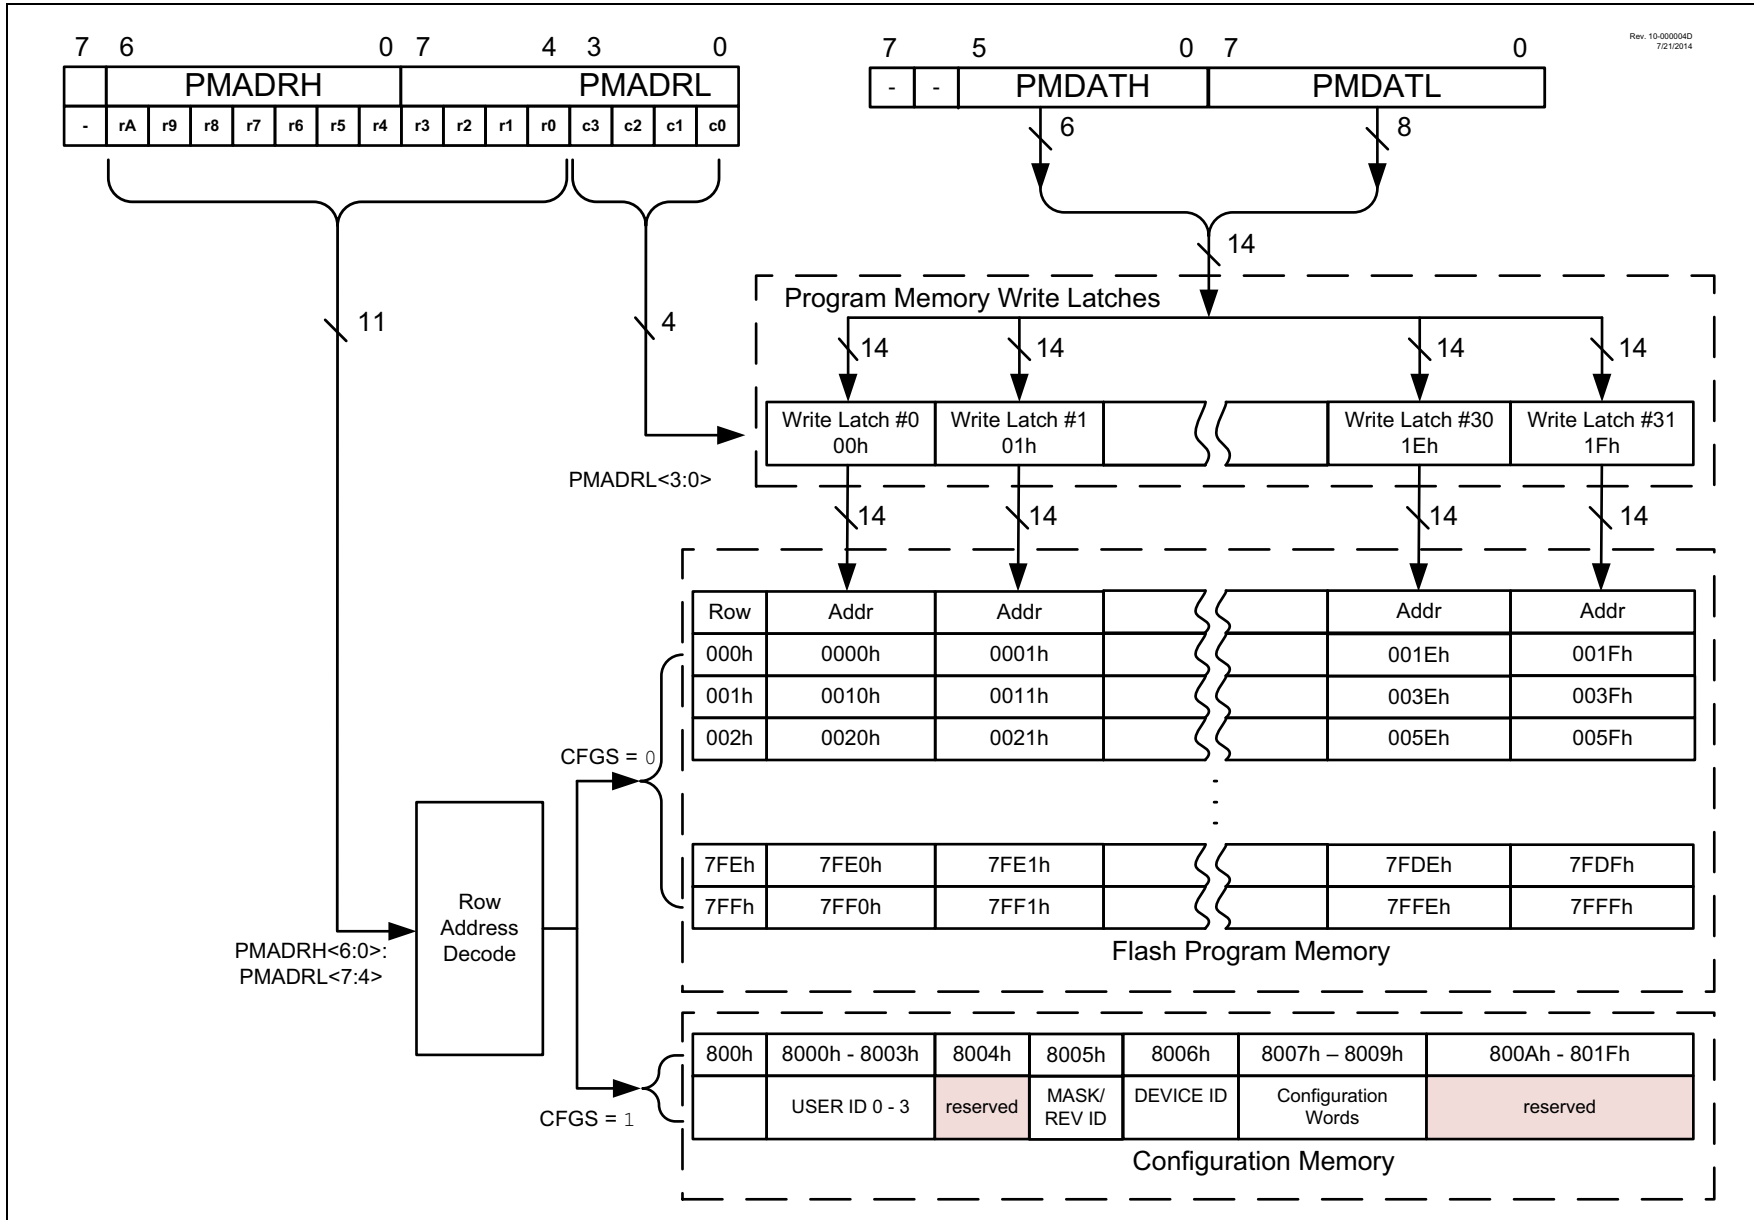 7 6 0 7 4 3 0
PMADRH PMADRL
- rA r9 r8 r7 r6 r5 r4 r3 r2 r1 r0 c3 c2 c1 c0
7 5 0 7 0
- - PMDATH PMDATL
Rev. 10-000004D
7/21/2014
6 8
14
11 4
Program Memory Write Latches
14 14 14 14
Write Latch #0
00h
Write Latch #1
01h
Write Latch #30
1Eh
Write Latch #31
1Fh
PMADRL<3:0>
14 14 14 14
Row Addr Addr Addr Addr
000h 0000h 0001h 001Eh 001Fh
001h 0010h 0011h 003Eh 003Fh
002h 0020h 0021h 005Eh 005Fh
CFGS = 0
7FEh 7FE0h 7FE1h 7FDEh 7FDFh
7FFh 7FF0h 7FF1h 7FFEh 7FFFh
Flash Program Memory
Row
Address
Decode
PMADRH<6:0>:
PMADRL<7:4>
800h 8000h - 8003h 8004h 8005h 8006h 8007h – 8009h 800Ah - 801Fh
USER ID 0 - 3
reserved
MASK/
REV ID
DEVICE ID
Configuration
Words
reserved
CFGS = 1
Configuration Memory